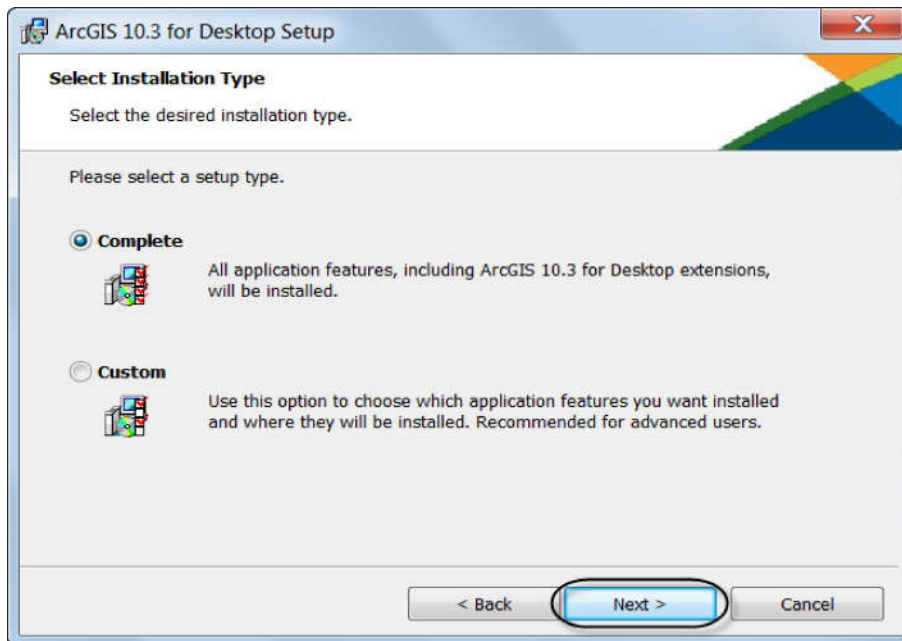 ArcGIS 10.3 for Desktop Setup
Select Installation Type
Select the desired installation type.
Please select a setup type.
Complete
All application features, including ArcGIS 10.3 for Desktop extensions,
will be installed.
Custom
Use this option to choose which application features you want installed
and where they will be installed. Recommended for advanced users.
< Back
Next >
Cancel